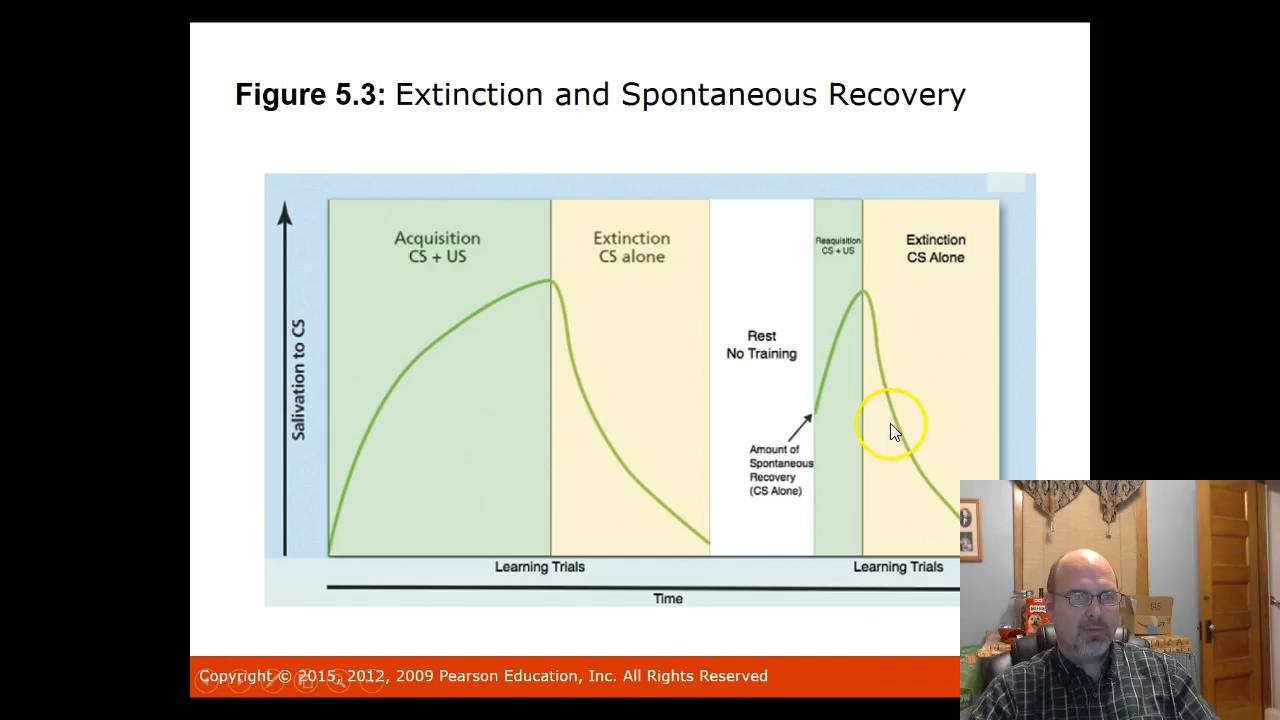 Figure 5.3: Extinction and Spontaneous Recovery
Salivation to CS
Acquisition
CS + US
Extinction
CS alone
Rest
No Training
Amount of
Spontaneous
Recovery
(CS Alone)
Reaquisition
CS + US
Extinction
CS Alone
Learning Trials
Learning Trials
Time
Copyright © 2015, 2012, 2009 Pearson Education, Inc. All Rights Reserved